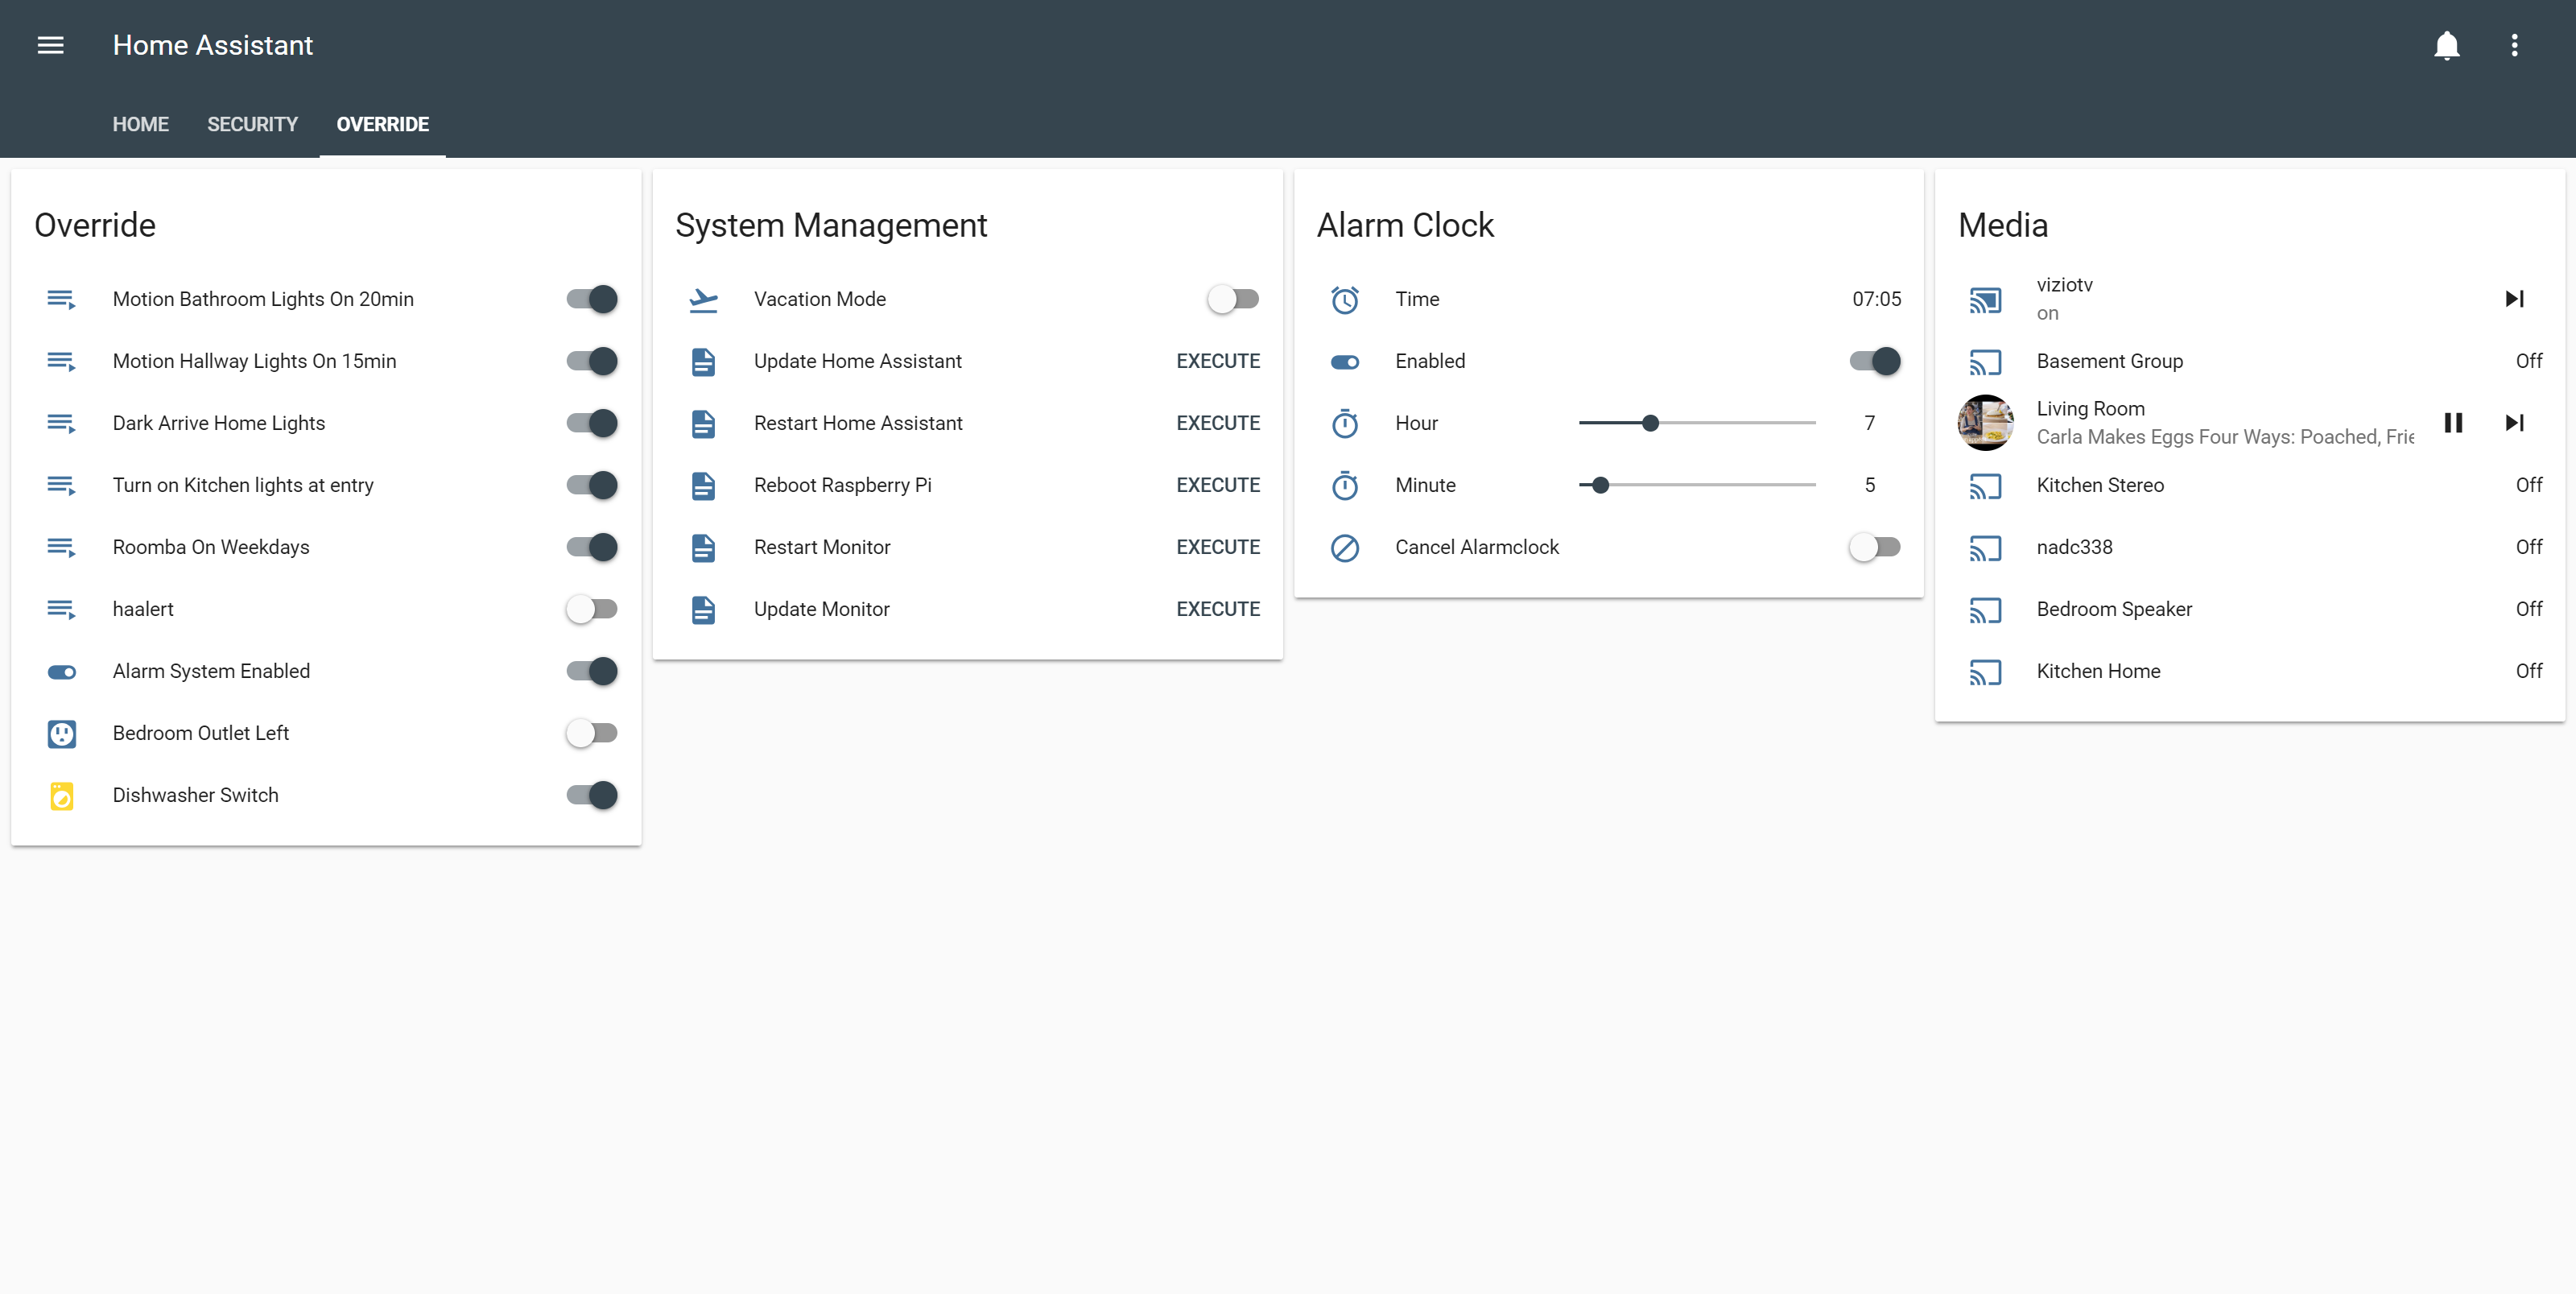 Home Assistant
HOME SECURITY OVERRIDE
Override
Motion Bathroom Lights On 20min
Motion Hallway Lights On 15min
Dark Arrive Home Lights
Turn on Kitchen lights at entry
Roomba On Weekdays
haalert
Alarm System Enabled
Bedroom Outlet Left
Dishwasher Switch
System Management
Vacation Mode
Update Home Assistant EXECUTE
Restart Home Assistant EXECUTE
Reboot Raspberry Pi EXECUTE
Restart Monitor EXECUTE
Update Monitor EXECUTE
Alarm Clock
Time 07:05
Enabled
Hour 7
Minute 5
Cancel Alarmclock
Media
viziotv
on
Basement Group Off
Living Room
Carla Makes Eggs Four Ways: Poached, Frie
Kitchen Stereo Off
nadc338 Off
Bedroom Speaker Off
Kitchen Home Off